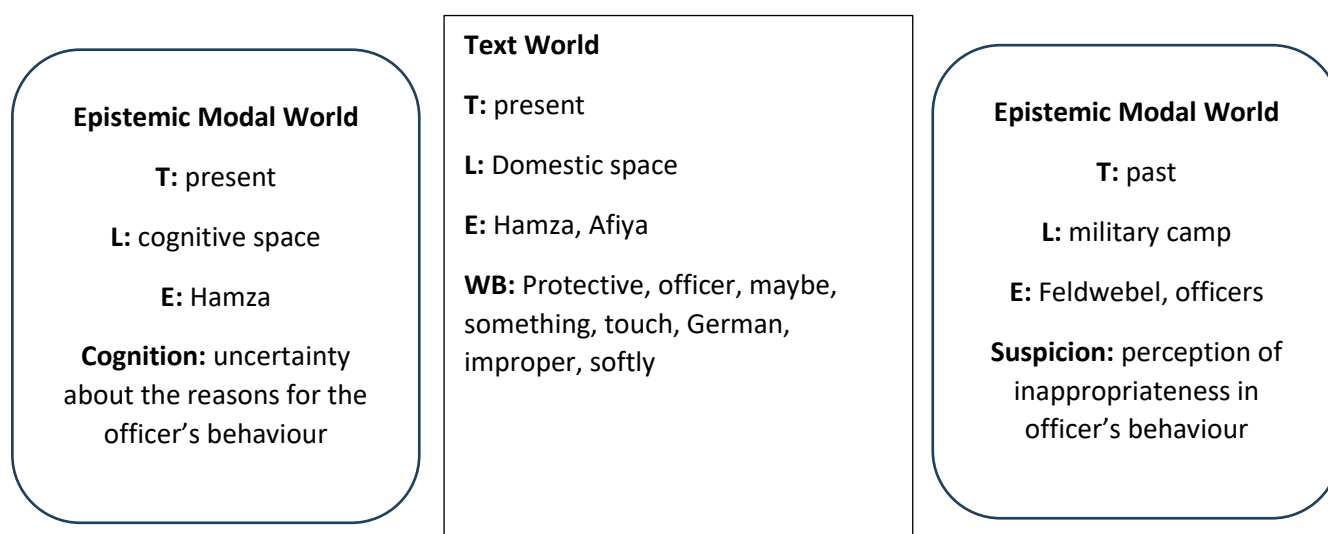 Epistemic Modal World
T: present
L: cognitive space
E: Hamza
Cognition: uncertainty
about the reasons for the
officer’s behaviour
Text World
T: present
L: Domestic space
E: Hamza, Afiya
WB: Protective, officer, maybe,
something, touch, German,
improper, softly
Epistemic Modal World
T: past
L: military camp
E: Feldwebel, officers
Suspicion: perception of
inappropriateness in
officer’s behaviour